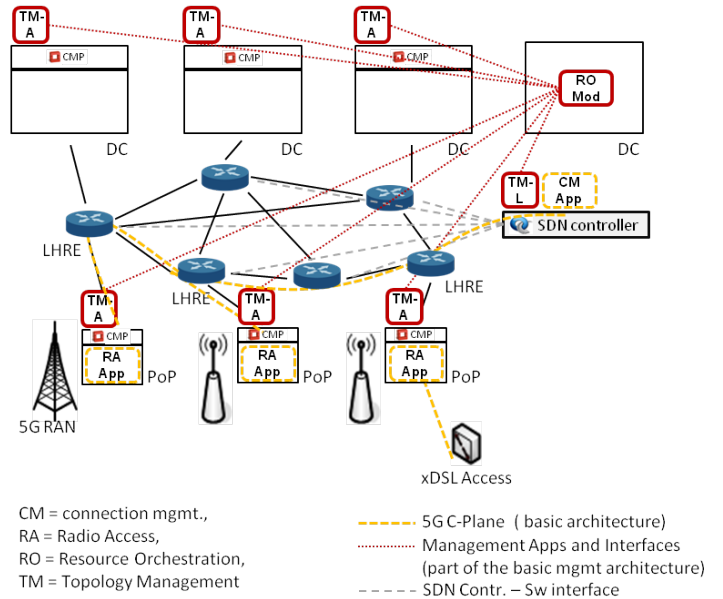 TM-
A
TM-
A
TM-
A
CMP
CMP
CMP
RO
Mod
DC
DC
DC
DC
TM-
L
CM
App
SDN controller
LHRE
LHRE
LHRE
TM-
A
TM-
A
TM-
A
CMP
CMP
CMP
RA
App
RA
App
RA
App
PoP
PoP
PoP
5G RAN
xDSL Access
CM = connection mgmt.,
RA = Radio Access,
RO = Resource Orchestration,
TM = Topology Management
5G C-Plane ( basic architecture)
Management Apps and Interfaces
(part of the basic mgmt architecture)
SDN Contr. – Sw interface